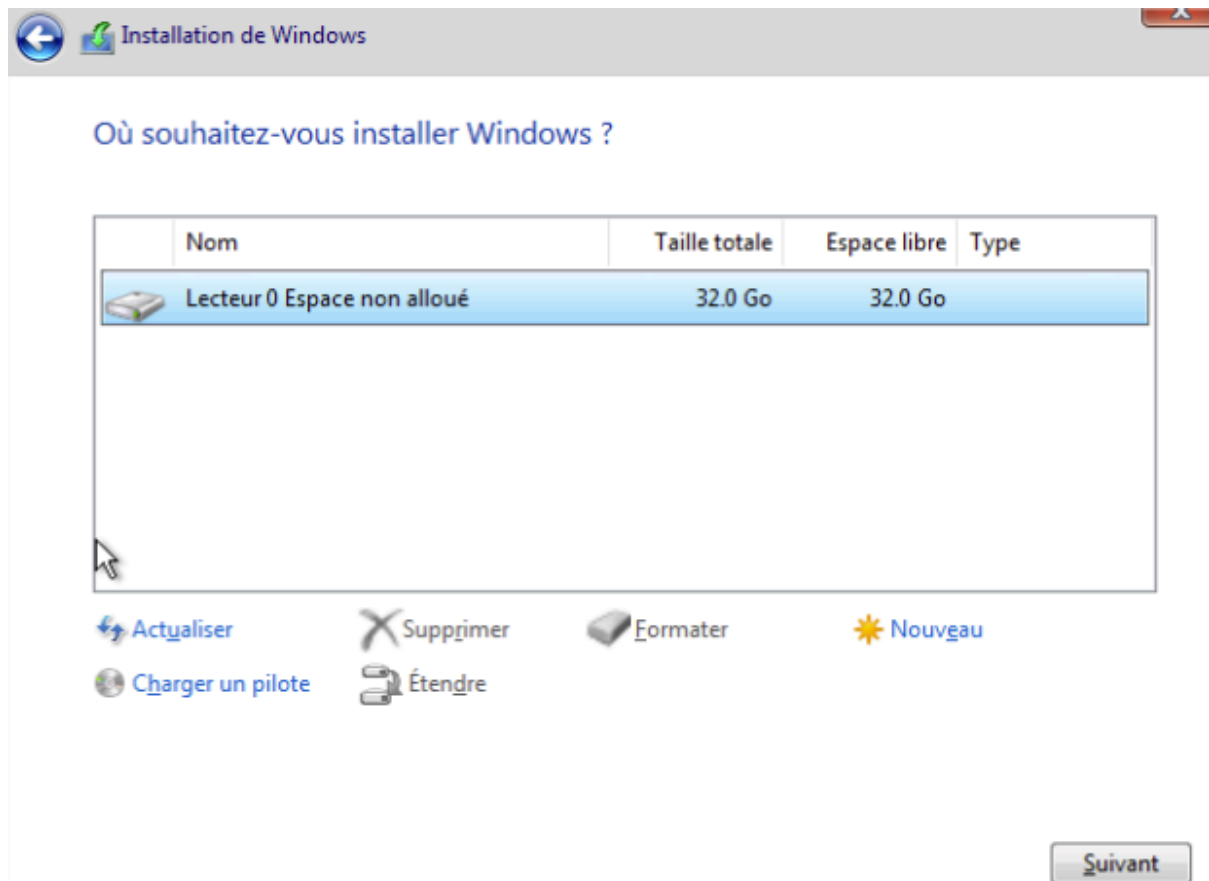 Installation de Windows
Où souhaitez-vous installer Windows ?
Nom Taille totale Espace libre Type
Lecteur 0 Espace non alloué 32.0 Go 32.0 Go
Actualiser Supprimer Formater Nouveau
Charger un pilote Étendre
Suivant